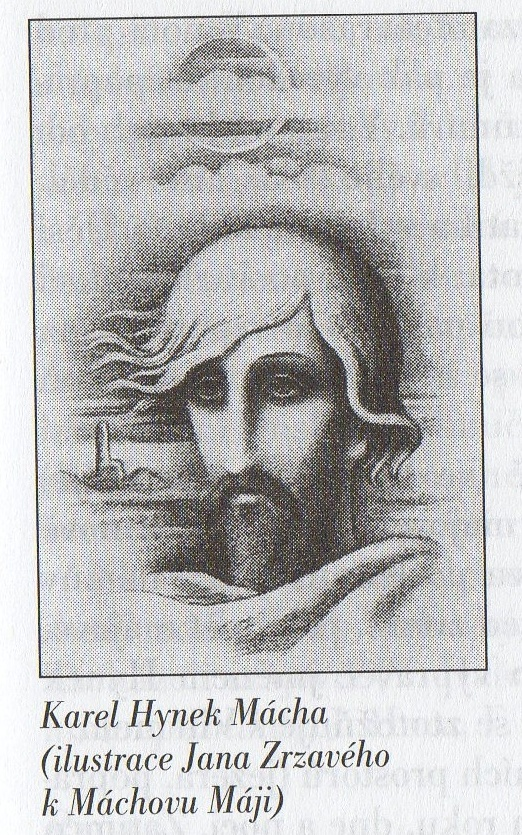 Karel Hynek Mácha
(ilustrace Jana Zrzavého
k Máchovu Máji)